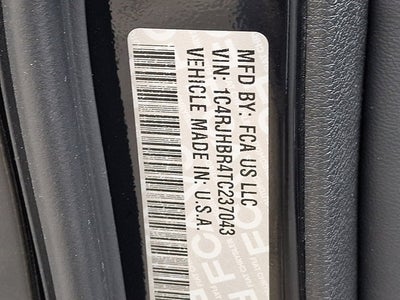 MFD BY: FCA US LLC
VIN: 1C4RJHBR4TC237043
VEHICLE MADE IN: U.S.A.